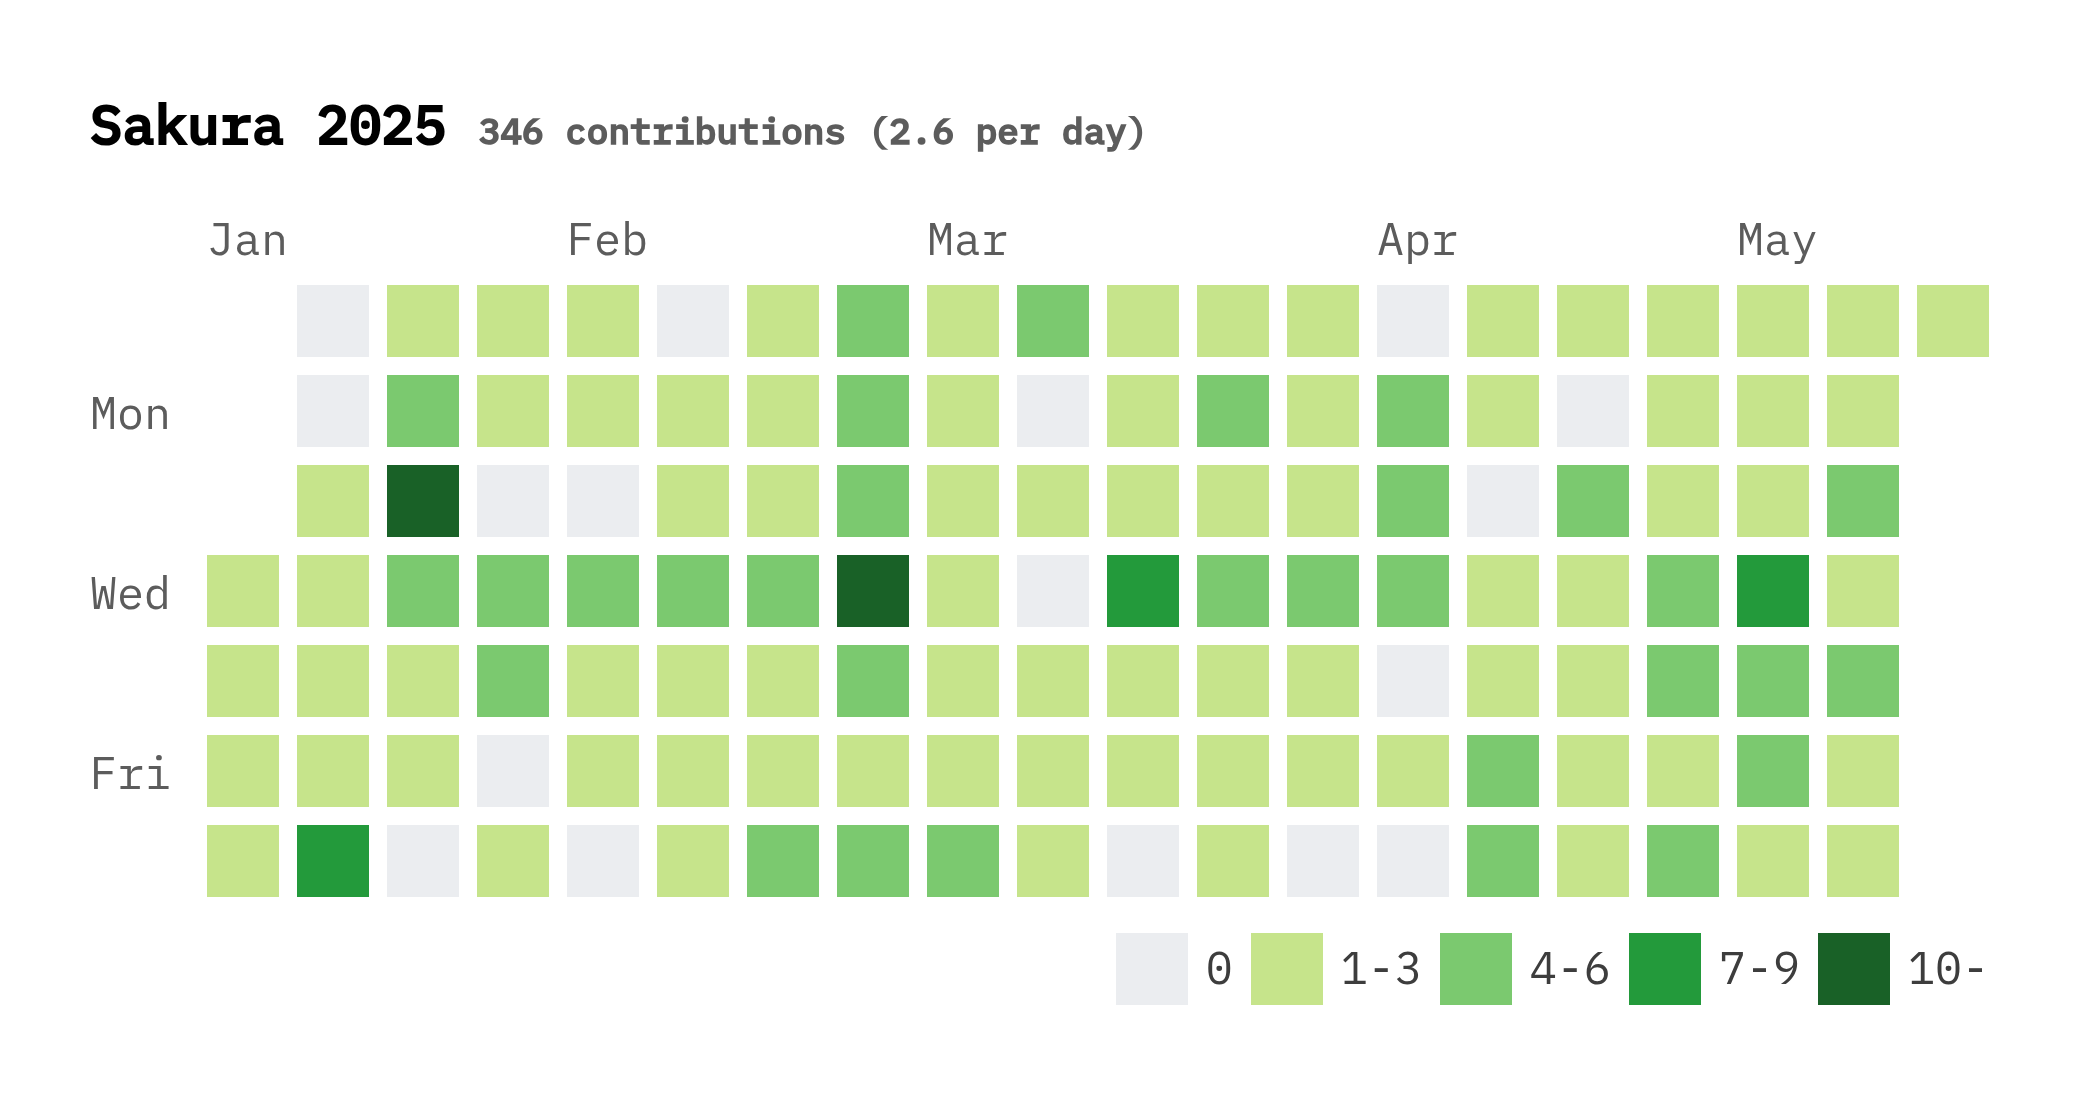 Sakura 2025 346 contributions (2.6 per day)
Jan Feb Mar Apr May
Mon
Wed
Fri
0 1-3 4-6 7-9 10-